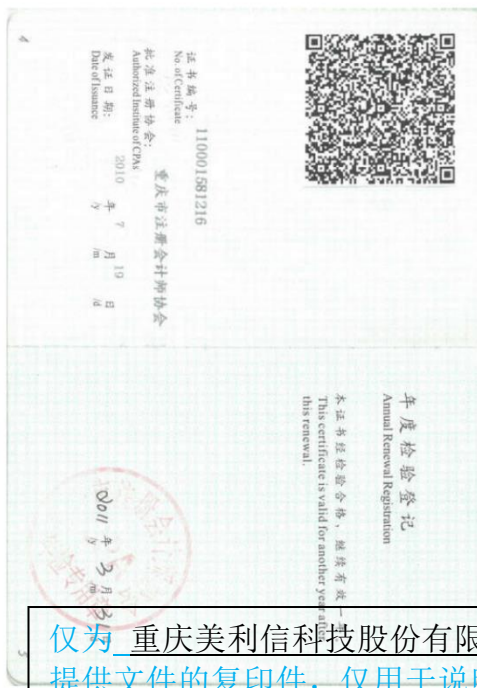 证书编号：
No. of Certificate
110001581216
批准注册协会：
Authorized Institute of CPAs
重庆市注册会计师协会
发证日期：
Date of Issuance
2010 年 7 月 19 日
/y /m /d
4
年度检验登记
Annual Renewal Registration
本证书经检验合格，继续有效一
This certificate is valid for another year after
this renewal.
2011 年 3 月 31
/y /m
5
仅为 重庆美利信科技股份有限
提供文件的复印件，仅用于说明